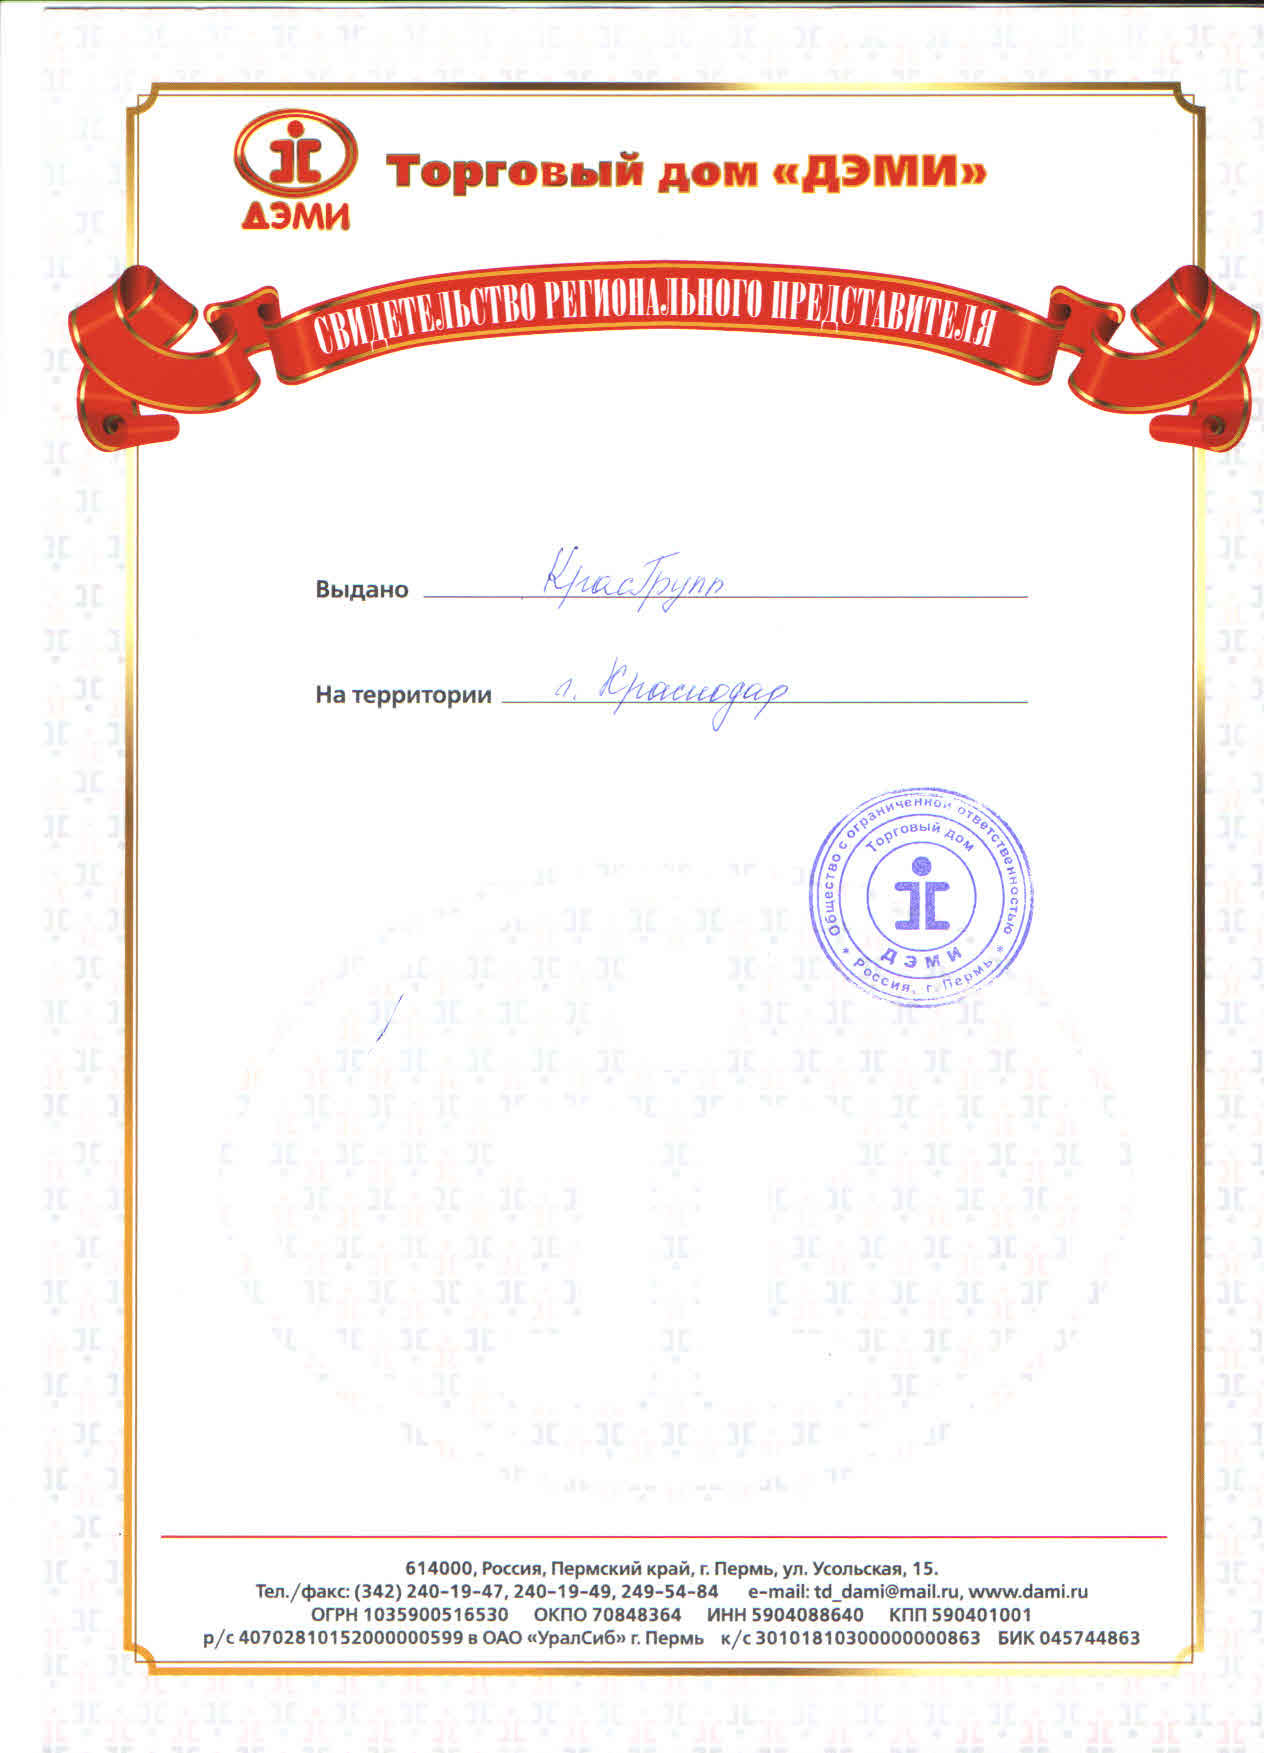 ДЭМИ
Торговый дом «ДЭМИ»
СВИДЕТЕЛЬСТВО РЕГИОНАЛЬНОГО ПРЕДСТАВИТЕЛЯ
Выдано КрасГрупп
На территории г. Краснодар
Общество с ограниченной ответственностью
Торговый дом
ДЭМИ
* Россия, г. Пермь *
614000, Россия, Пермский край, г. Пермь, ул. Усольская, 15.
Тел./факс: (342) 240-19-47, 240-19-49, 249-54-84 e-mail: td_dami@mail.ru, www.dami.ru
ОГРН 1035900516530 ОКПО 70848364 ИНН 5904088640 КПП 590401001
р/с 40702810152000000599 в ОАО «УралСиб» г. Пермь к/с 30101810300000000863 БИК 045744863